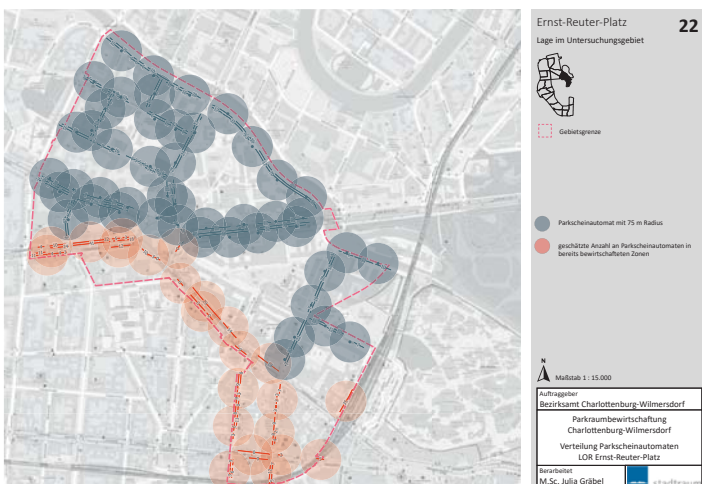 Ernst-Reuter-Platz
22
Lage im Untersuchungsgebiet
Gebietsgrenze
Parkscheinautomat mit 75 m Radius
geschätzte Anzahl an Parkscheinautomaten in
bereits bewirtschafteten Zonen
N
Maßstab 1 : 15.000
Auftraggeber
Bezirksamt Charlottenburg-Wilmersdorf
Parkraumbewirtschaftung
Charlottenburg-Wilmersdorf
Verteilung Parkscheinautomaten
LOR Ernst-Reuter-Platz
Berarbeitet
M.Sc. Julia Gräbel